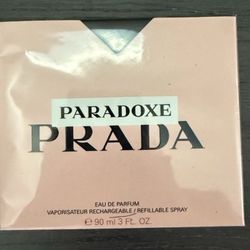 PARADOXE
PRADA
EAU DE PARFUM
VAPORISATEUR RECHARGEABLE / REFILLABLE SPRAY
℮ 90 ml 3 FL. OZ.